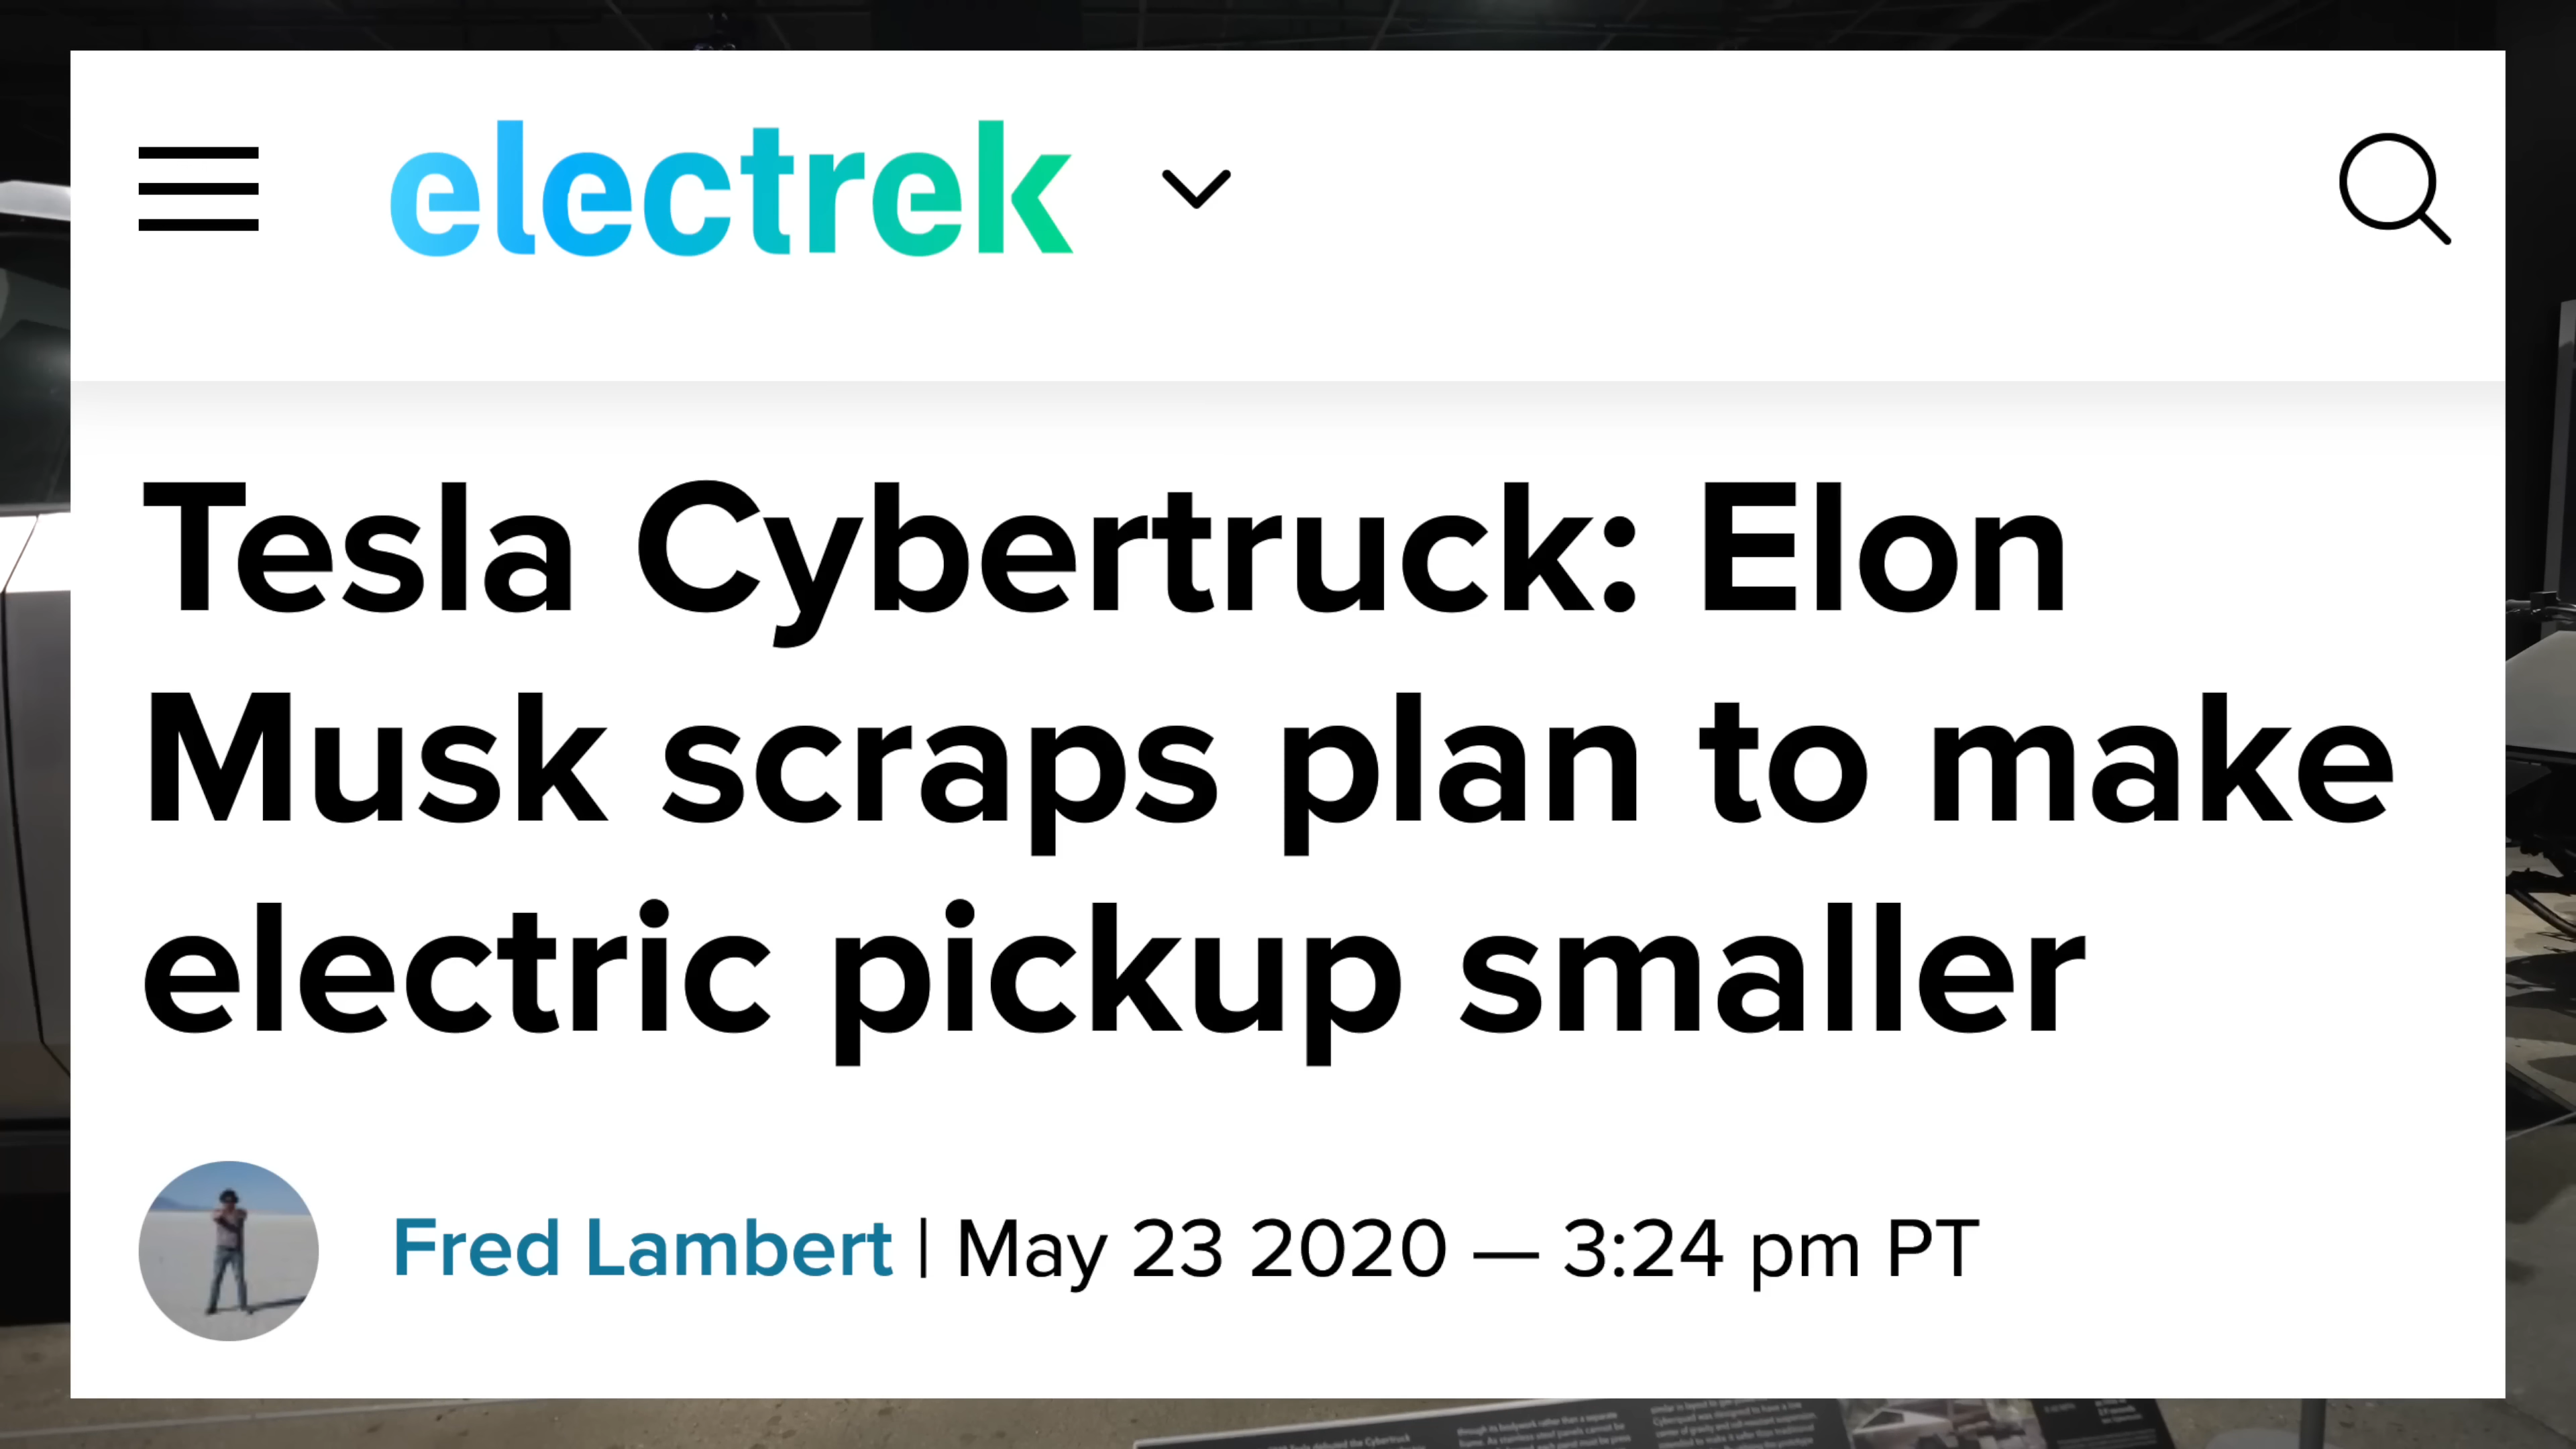 electrek
Tesla Cybertruck: Elon
Musk scraps plan to make
electric pickup smaller
Fred Lambert | May 23 2020 — 3:24 pm PT